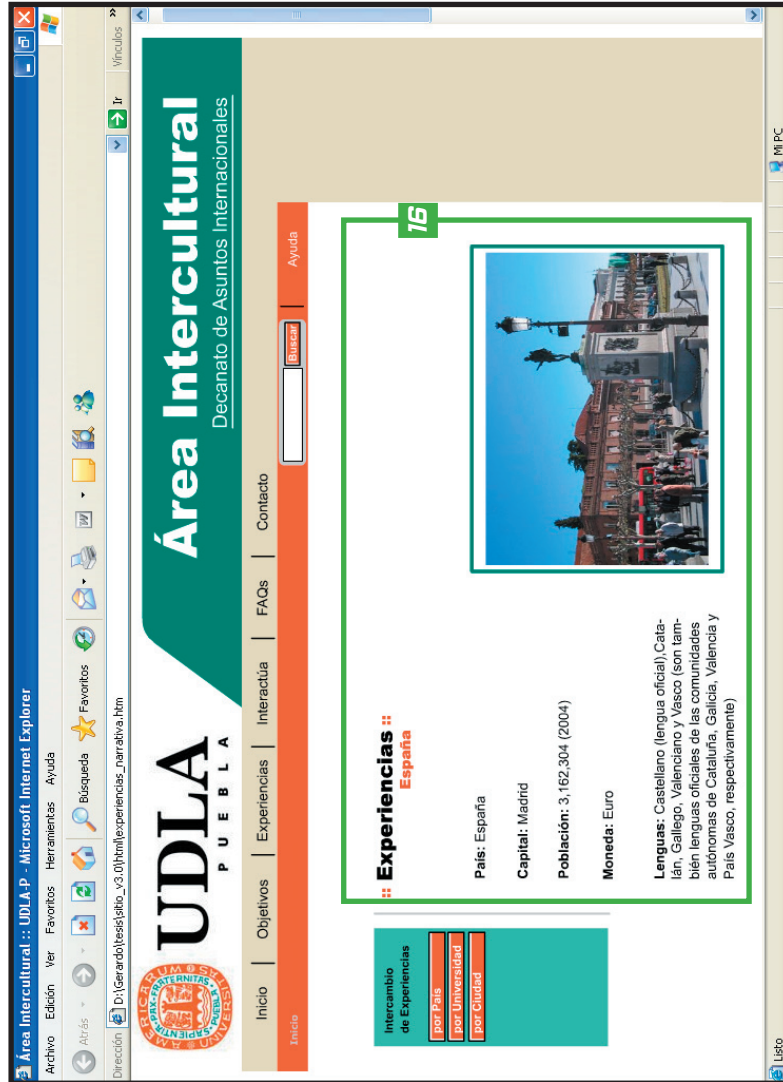 Área Intercultural :: UDLA-P - Microsoft Internet Explorer
Archivo Edición Ver Favoritos Herramientas Ayuda
Atrás Búsqueda Favoritos
Dirección D:\Gerardo\tesis\sitio_v3.0\html\experiencias_narrativa.htm Ir Vínculos »
UDLA
PUEBLA
Área Intercultural
Decanato de Asuntos Internacionales
Inicio | Objetivos | Experiencias | Interactúa | FAQs | Contacto
Inicio Buscar | Ayuda
Intercambio
de Experiencias
por País
por Universidad
por Ciudad
16
:: Experiencias ::
España
País: España
Capital: Madrid
Población: 3,162,304 (2004)
Moneda: Euro
Lenguas: Castellano (lengua oficial),Cata-
lán, Gallego, Valenciano y Vasco (son tam-
bién lenguas oficiales de las comunidades
autónomas de Cataluña, Galicia, Valencia y
País Vasco, respectivamente)
Listo Mi PC